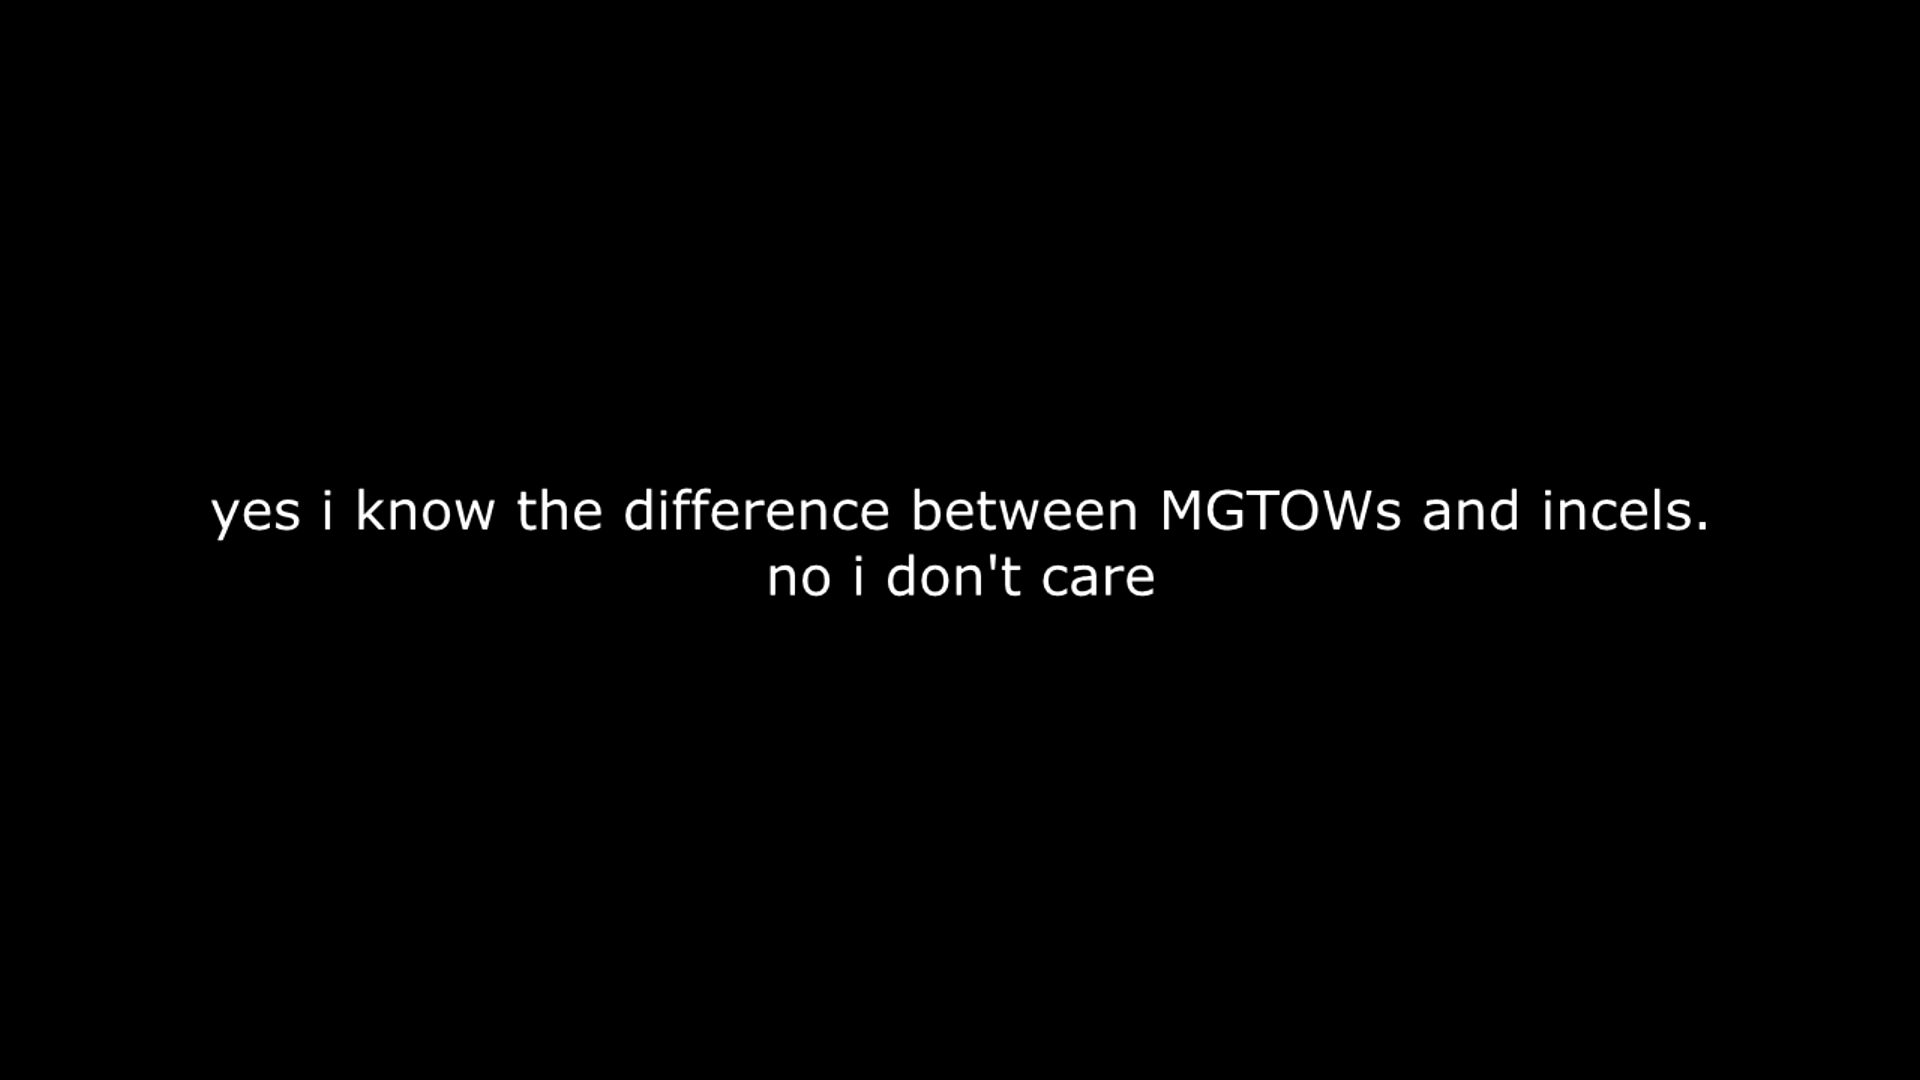 yes i know the difference between MGTOWs and incels.
no i don't care